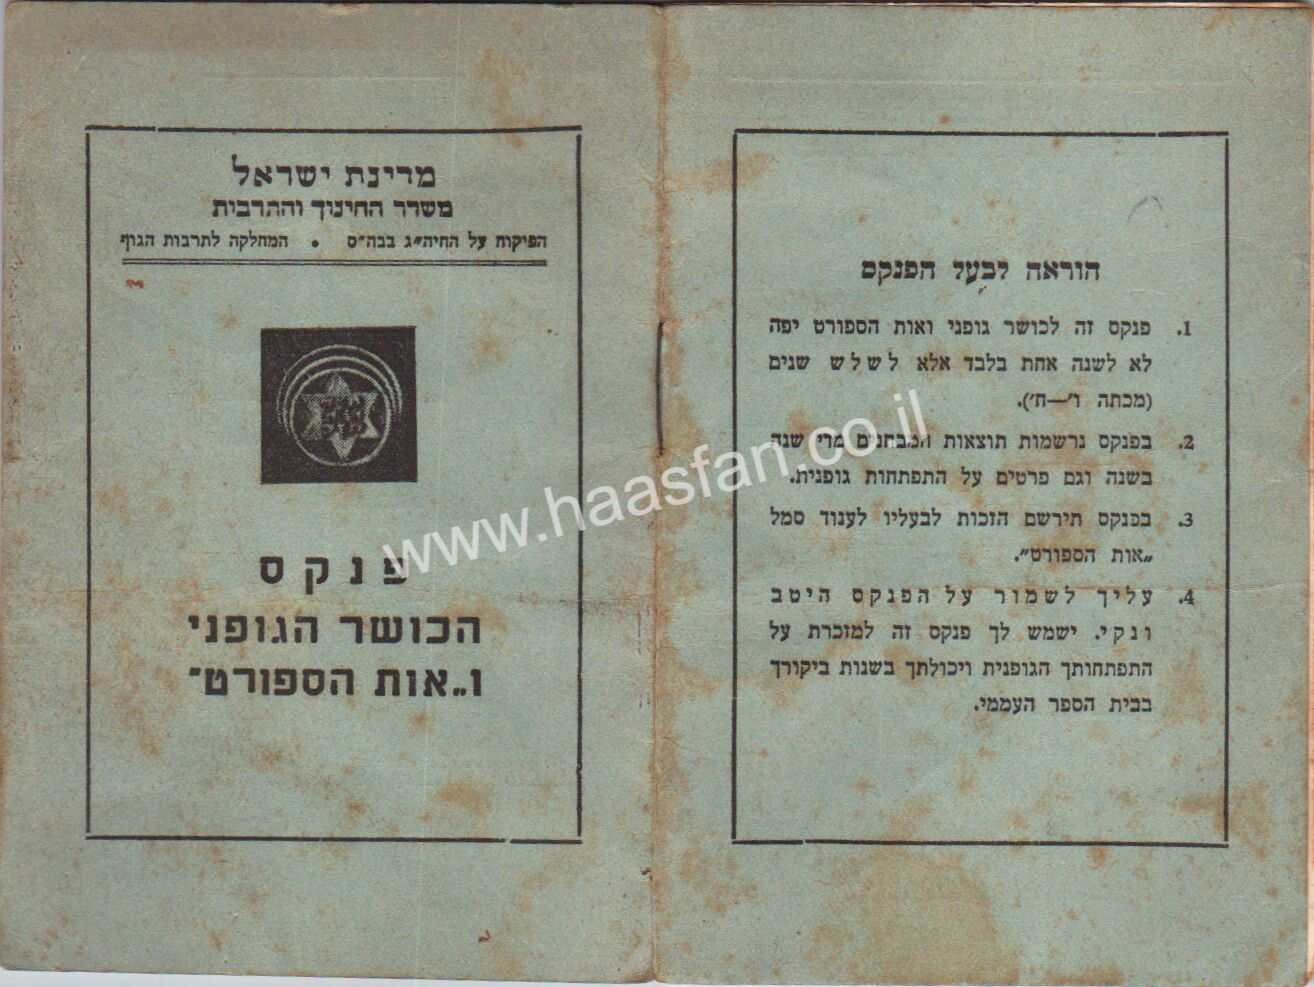 מדינת ישראל
משרד החינוך והתרבות
הפיקוח על החיה״ג בבה״ס • המחלקה לתרבות הגוף
פנקס
הכושר הגופני
ו„אות הספורט״
הוראה לבעל הפנקס
1. פנקס זה לכושר גופני ואות הספורט יפה
לא לשנה אחת בלבד אלא לשלש שנים
(מכתה ו׳—ח׳).
2. בפנקס נרשמות תוצאות המבחנים מדי שנה
בשנה וגם פרטים על התפתחות גופנית.
3. בפנקס תירשם הזכות לבעליו לענוד סמל
„אות הספורט״.
4. עליך לשמור על הפנקס היטב
ונקי. ישמש לך פנקס זה למזכרת על
התפתחותך הגופנית ויכולתך בשנות ביקורך
בבית הספר העממי.
www.haasfan.co.il